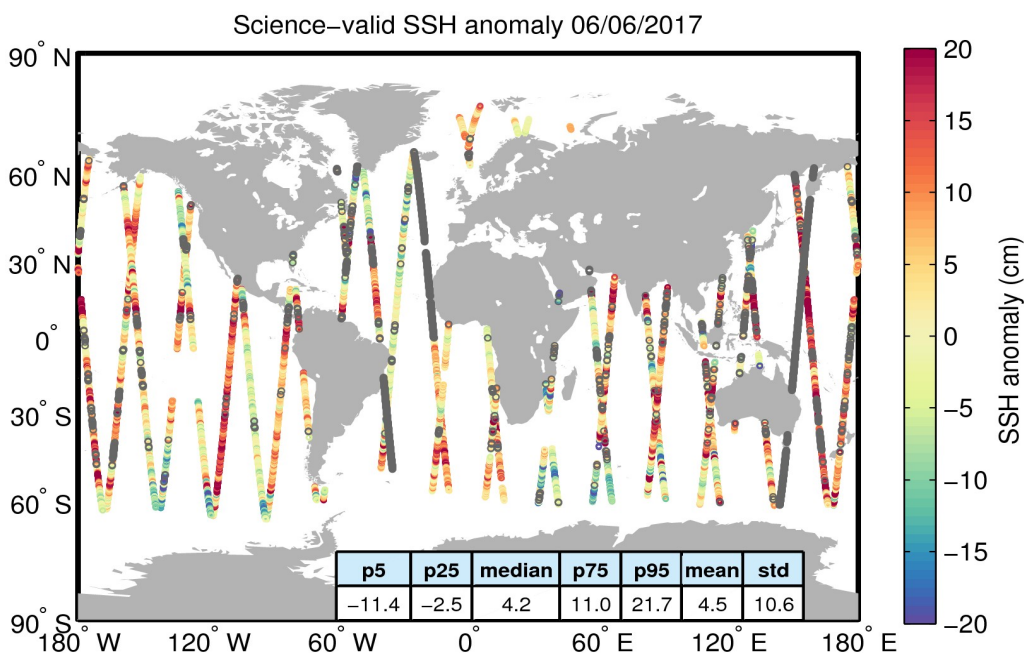 Science−valid SSH anomaly 06/06/2017
90° N
60° N
30° N
0°
30° S
60° S
90° S
180° W
120° W
60° W
0°
60° E
120° E
180° E
p5 p25 median p75 p95 mean std
−11.4 −2.5 4.2 11.0 21.7 4.5 10.6
20
15
10
5
0
−5
−10
−15
−20
SSH anomaly (cm)